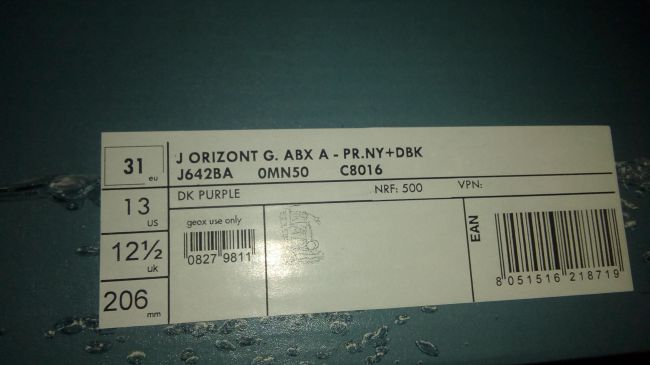 31 eu
J ORIZONT G. ABX A - PR.NY+DBK
J642BA 0MN50 C8016
DK PURPLE NRF: 500 VPN:
13 US
12½ uk
206 mm
geox use only
0827 9811
EAN
8 051516 218719